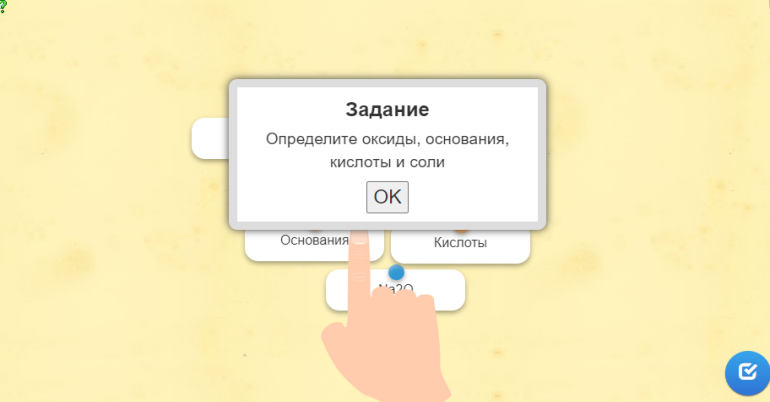 Задание
Определите оксиды, основания,
кислоты и соли
OK
Основания
Кислоты
Na2O